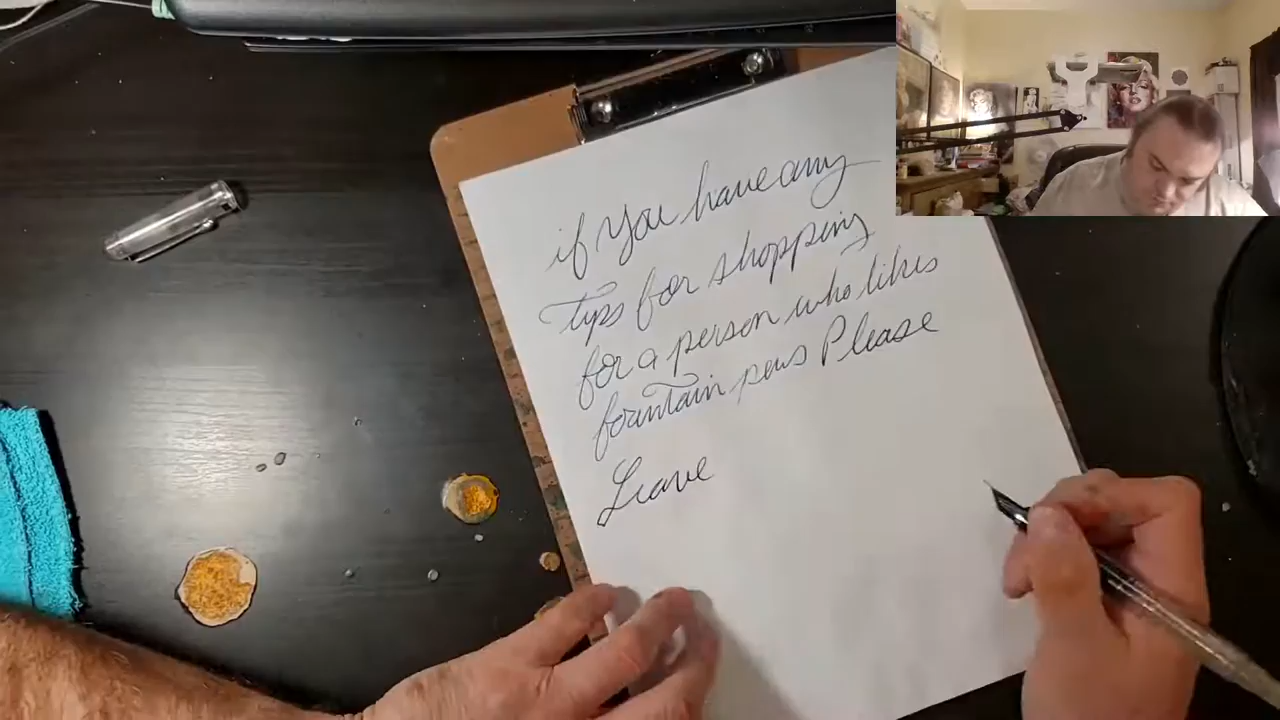 if you have any
Tips for shopping
for a person who likes
fountain pens Please
Leave